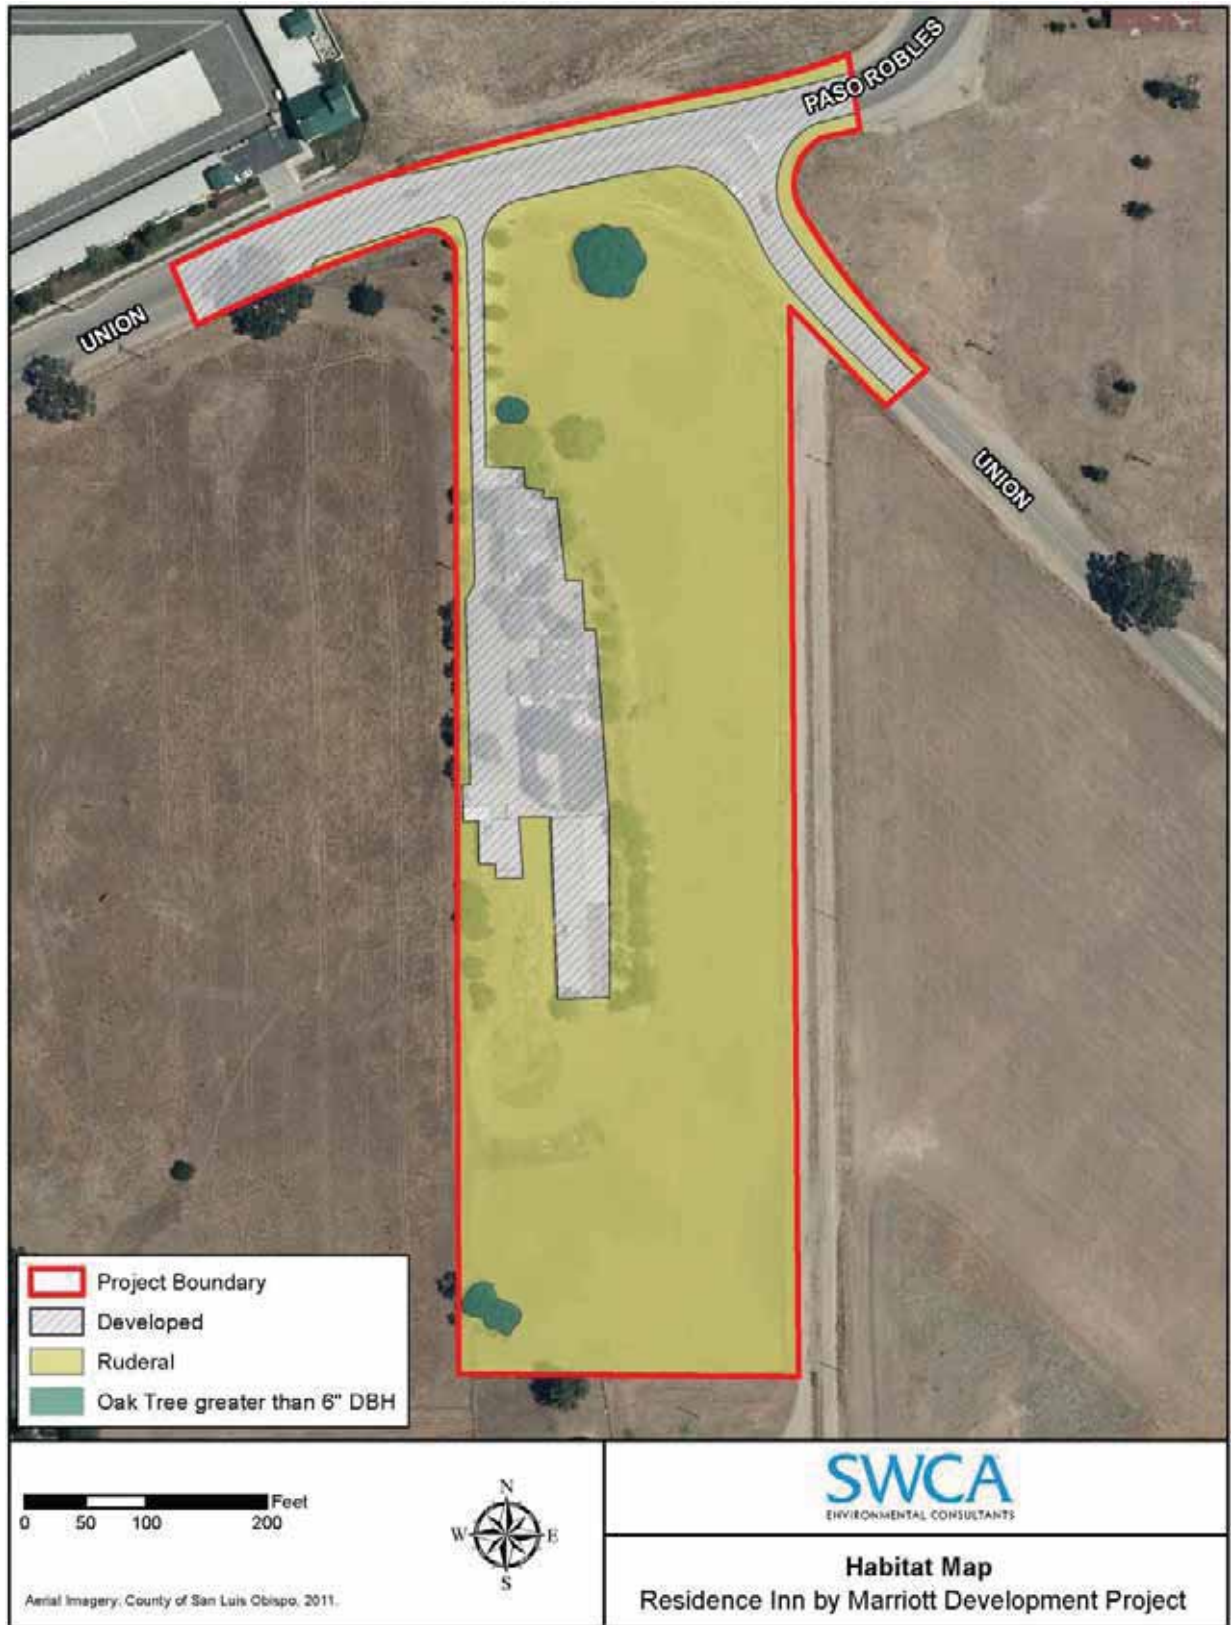 PASO ROBLES
UNION
UNION
Project Boundary
Developed
Ruderal
Oak Tree greater than 6" DBH
Feet
0 50 100 200
N
W E
S
Aerial Imagery: County of San Luis Obispo, 2011.
SWCA
ENVIRONMENTAL CONSULTANTS
Habitat Map
Residence Inn by Marriott Development Project